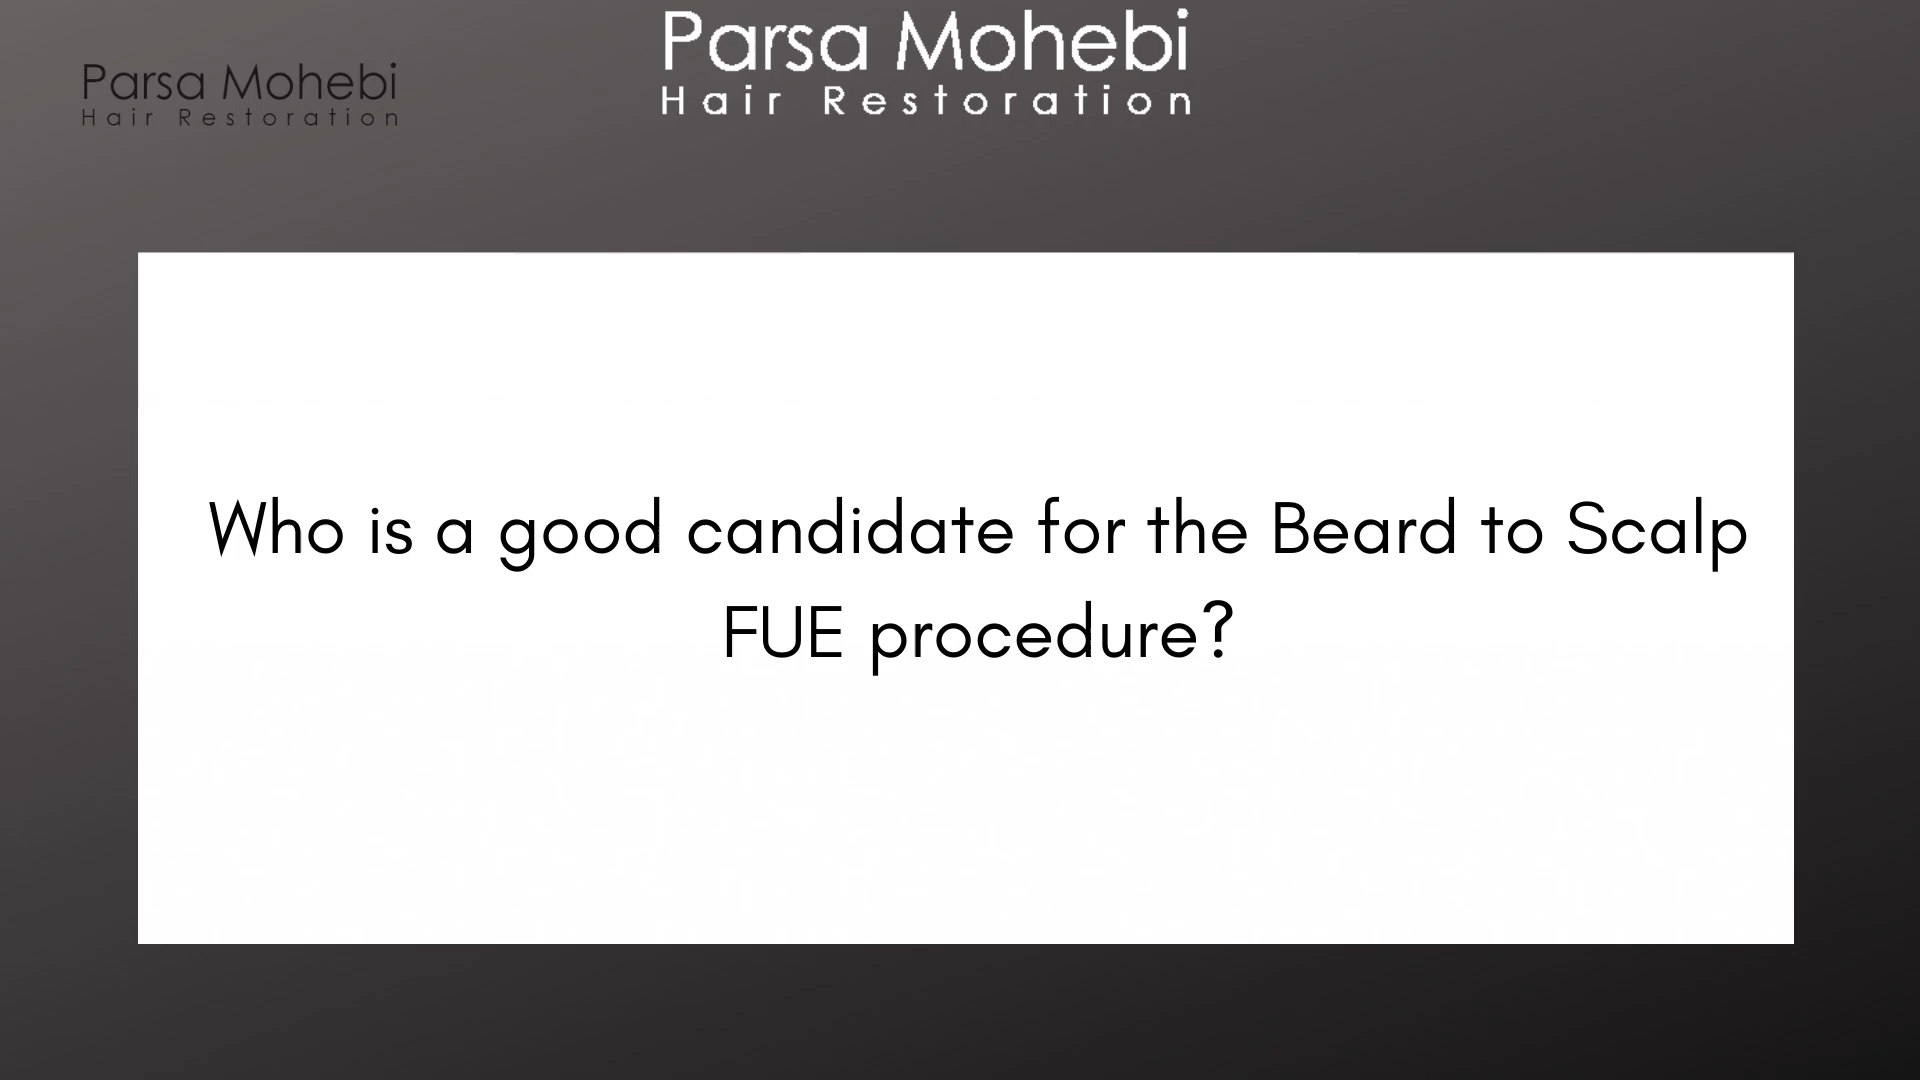 Parsa Mohebi
Hair Restoration
Parsa Mohebi
Hair Restoration
Who is a good candidate for the Beard to Scalp
FUE procedure?